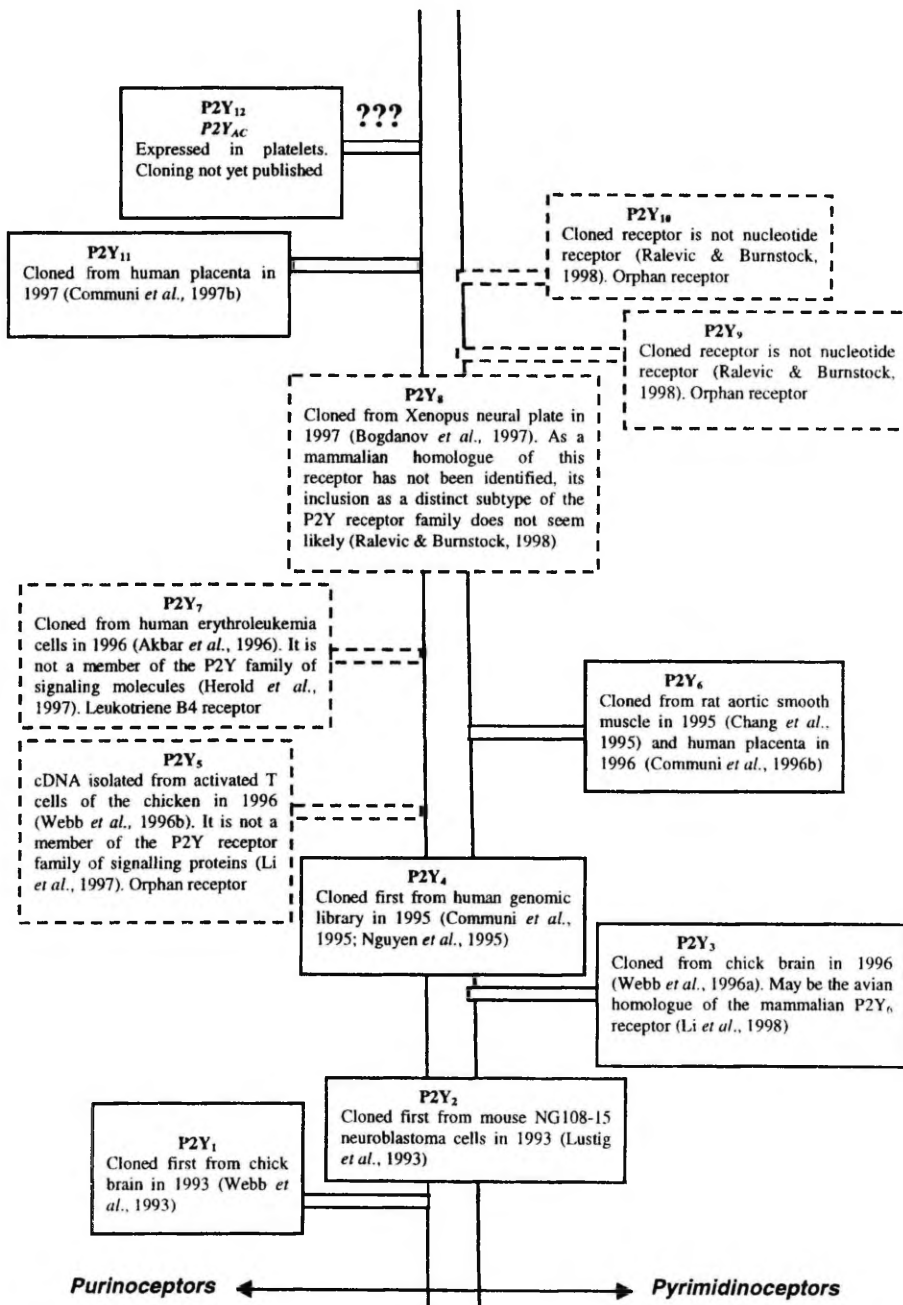 P2Y₁₂
P2Y_AC
Expressed in platelets.
Cloning not yet published
???
P2Y₁₁
Cloned from human placenta in
1997 (Communi et al., 1997b)
P2Y₁₀
Cloned receptor is not nucleotide
receptor (Ralevic & Burnstock,
1998). Orphan receptor
P2Y₉
Cloned receptor is not nucleotide
receptor (Ralevic & Burnstock,
1998). Orphan receptor
P2Y₈
Cloned from Xenopus neural plate in
1997 (Bogdanov et al., 1997). As a
mammalian homologue of this
receptor has not been identified, its
inclusion as a distinct subtype of the
P2Y receptor family does not seem
likely (Ralevic & Burnstock, 1998)
P2Y₇
Cloned from human erythroleukemia
cells in 1996 (Akbar et al., 1996). It is
not a member of the P2Y family of
signaling molecules (Herold et al.,
1997). Leukotriene B4 receptor
P2Y₆
Cloned from rat aortic smooth
muscle in 1995 (Chang et al.,
1995) and human placenta in
1996 (Communi et al., 1996b)
P2Y₅
cDNA isolated from activated T
cells of the chicken in 1996
(Webb et al., 1996b). It is not a
member of the P2Y receptor
family of signalling proteins (Li
et al., 1997). Orphan receptor
P2Y₄
Cloned first from human genomic
library in 1995 (Communi et al.,
1995; Nguyen et al., 1995)
P2Y₃
Cloned from chick brain in 1996
(Webb et al., 1996a). May be the avian
homologue of the mammalian P2Y₆
receptor (Li et al., 1998)
P2Y₂
Cloned first from mouse NG108-15
neuroblastoma cells in 1993 (Lustig
et al., 1993)
P2Y₁
Cloned first from chick
brain in 1993 (Webb et
al., 1993)
Purinoceptors
Pyrimidinoceptors